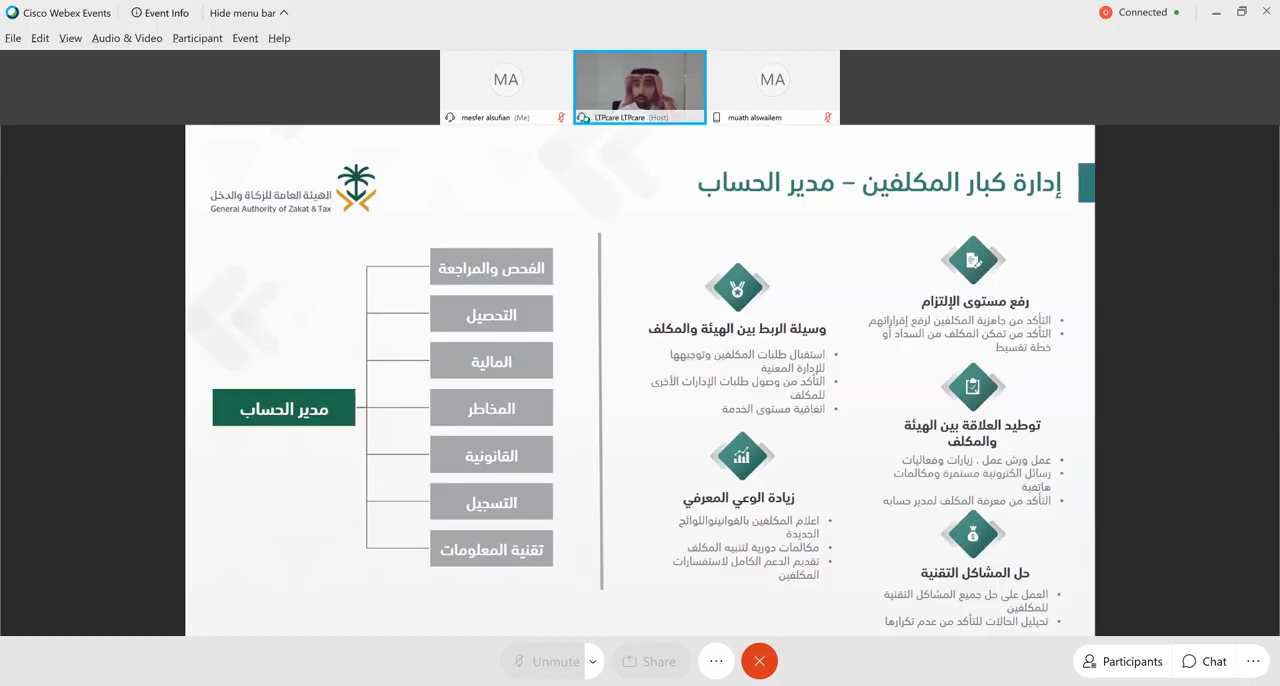 Cisco Webex Events
Event Info
Hide menu bar
Connected
File Edit View Audio & Video Participant Event Help
MA
MA
mesfer alsufian (Me)
LTPcare LTPcare (Host)
muath alswailem
إدارة كبار المكلفين – مدير الحساب
الهيئة العامة للزكاة والدخل
General Authority of Zakat & Tax
رفع مستوى الإلتزام
• التأكد من جاهزية المكلفين لرفع إقراراتهم
• التأكد من تمكن المكلف من السداد أو
خطة تقسيط
توطيد العلاقة بين الهيئة
والمكلف
• عمل ورش عمل ، زيارات وفعاليات
• رسائل الكترونية مستمرة ومكالمات
هاتفية
• التأكد من معرفة المكلف لمدير حسابه
حل المشاكل التقنية
• العمل على حل جميع المشاكل التقنية
للمكلفين
• تحيليل الحالات للتأكد من عدم تكرارها
وسيلة الربط بين الهيئة والمكلف
• استقبال طلبات المكلفين وتوجيهها
للإدارة المعنية
• التأكد من وصول طلبات الإدارات الأخرى
للمكلف
• اتفاقية مستوى الخدمة
زيادة الوعي المعرفي
• اعلام المكلفين بالقوانينواللوائح
الجديدة
• مكالمات دورية لتنبيه المكلف
• تقديم الدعم الكامل لاستفسارات
المكلفين
الفحص والمراجعة
التحصيل
المالية
المخاطر
القانونية
التسجيل
تقنية المعلومات
مدير الحساب
Unmute
Share
Participants
Chat